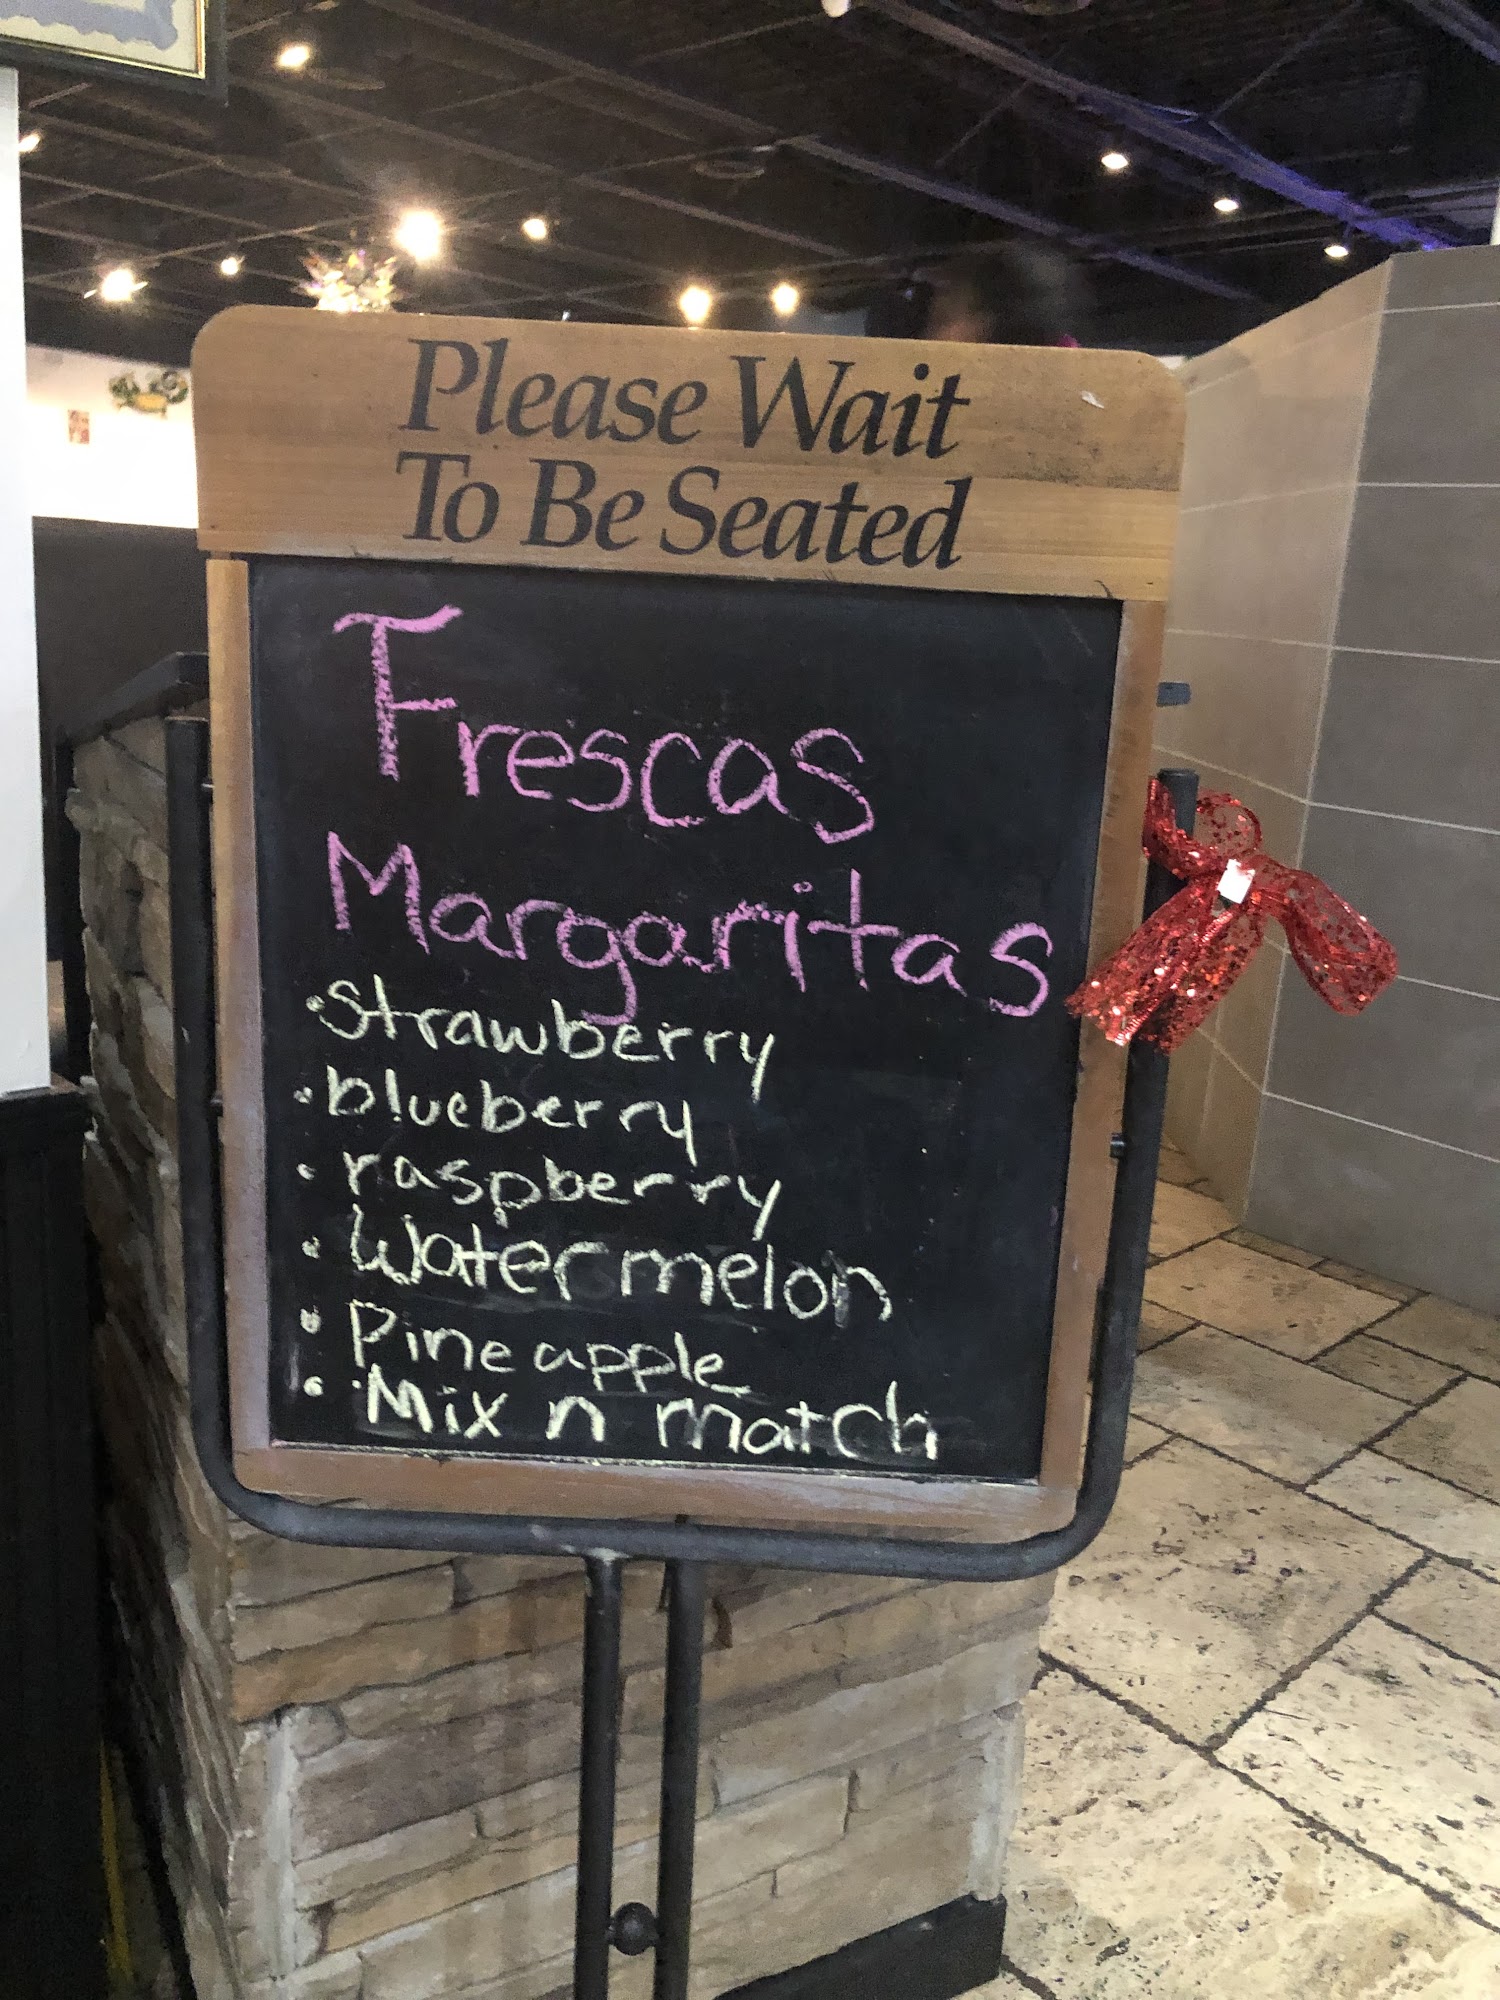 Please Wait
To Be Seated
Frescas
Margaritas
• strawberry
• blueberry
• raspberry
• Watermelon
• Pineapple
• Mix n match